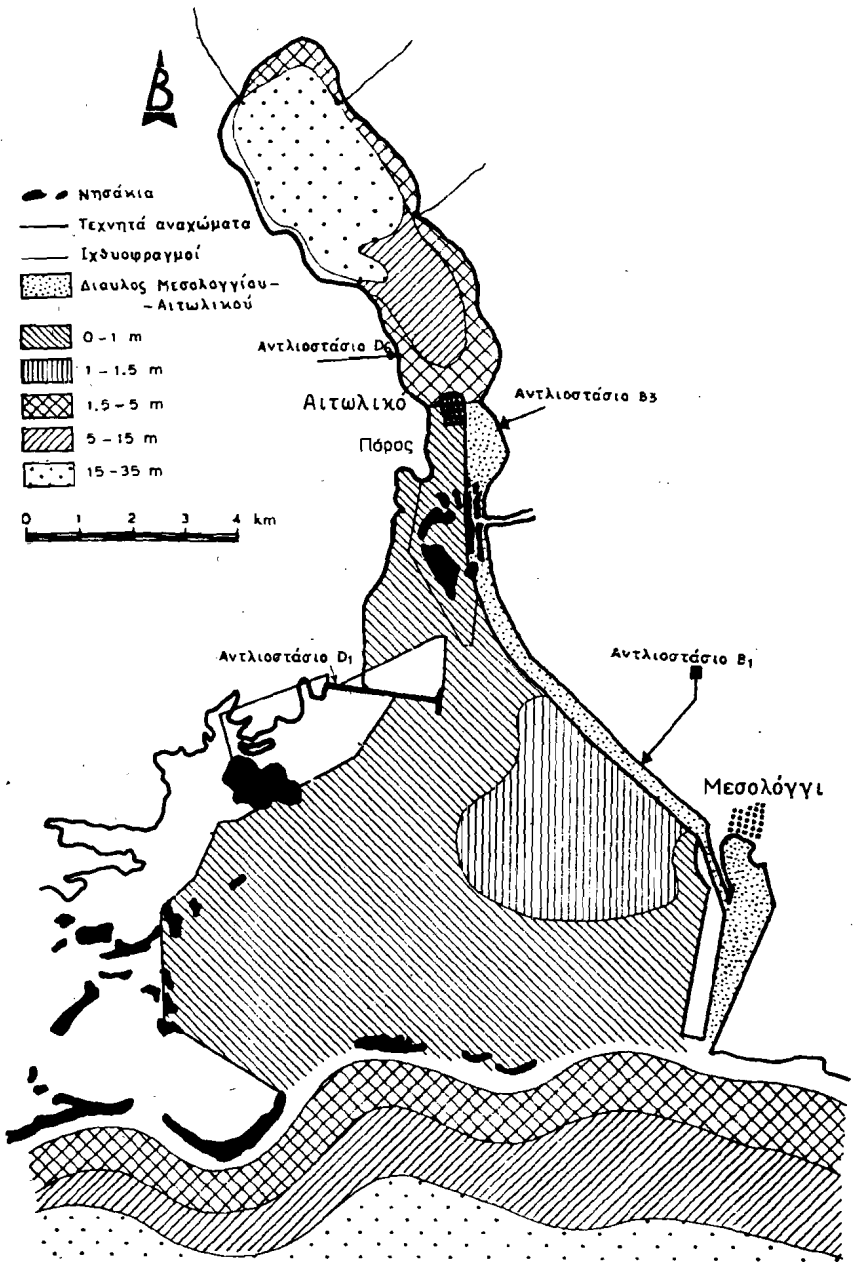 B
Νησάκια
Τεχνητά αναχώματα
Ιχθυοφραγμοί
Δίαυλος Μεσολογγίου-
-Αιτωλικού
0-1 m
1-1.5 m
1.5-5 m
5-15 m
15-35 m
0 1 2 3 4 km
Αντλιοστάσιο
Αιτωλικό
Αντλιοστάσιο B3
Πόρος
Αντλιοστάσιο D1
Αντλιοστάσιο B1
Μεσολόγγι